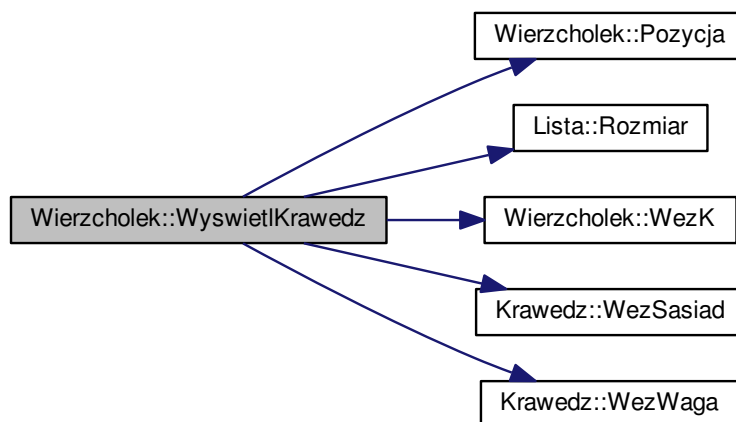 Wierzcholek::Pozycja
Lista::Rozmiar
Wierzcholek::WyswietlKrawedz
Wierzcholek::WezK
Krawedz::WezSasiad
Krawedz::WezWaga